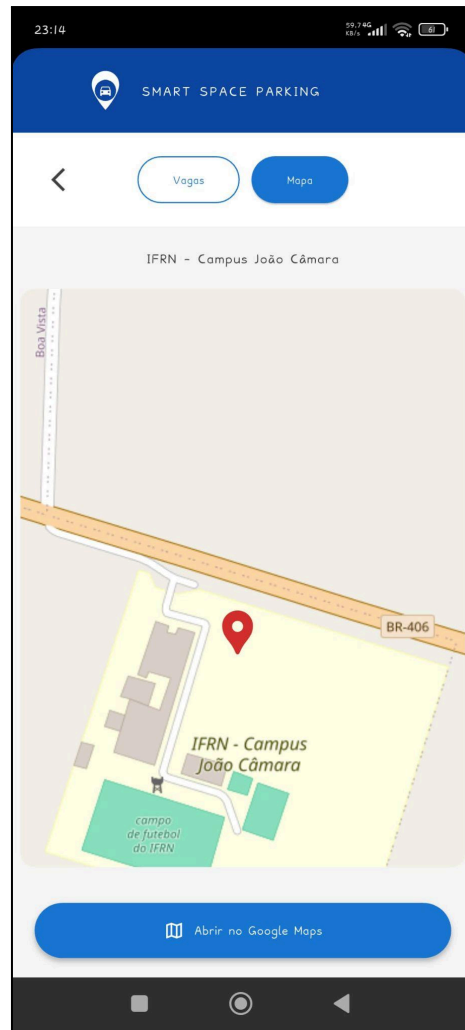 23:14
59.7 4G
KB/s
61
SMART SPACE PARKING
Vagas
Mapa
IFRN - Campus João Câmara
Boa Vista
BR-406
IFRN - Campus
João Câmara
campo
de futebol
do IFRN
Abrir no Google Maps